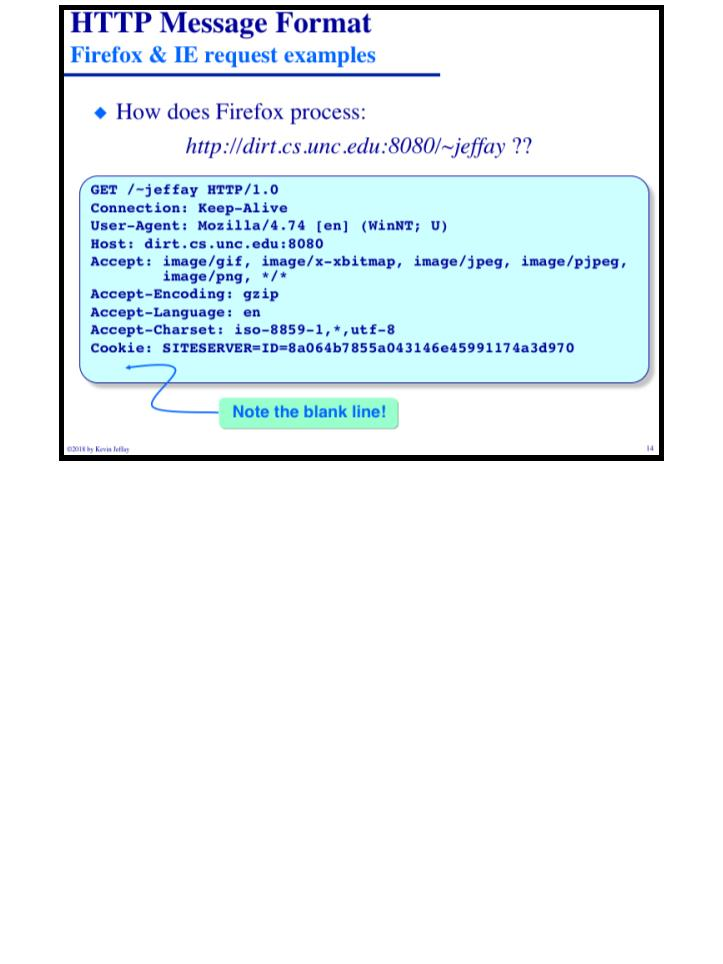 HTTP Message Format
Firefox & IE request examples
◆ How does Firefox process:
http://dirt.cs.unc.edu:8080/~jeffay ??
GET /~jeffay HTTP/1.0
Connection: Keep-Alive
User-Agent: Mozilla/4.74 [en] (WinNT; U)
Host: dirt.cs.unc.edu:8080
Accept: image/gif, image/x-xbitmap, image/jpeg, image/pjpeg,
image/png, */*
Accept-Encoding: gzip
Accept-Language: en
Accept-Charset: iso-8859-1,*,utf-8
Cookie: SITESERVER=ID=8a064b7855a043146e45991174a3d970
Note the blank line!
©2018 by Kevin Jeffay
14